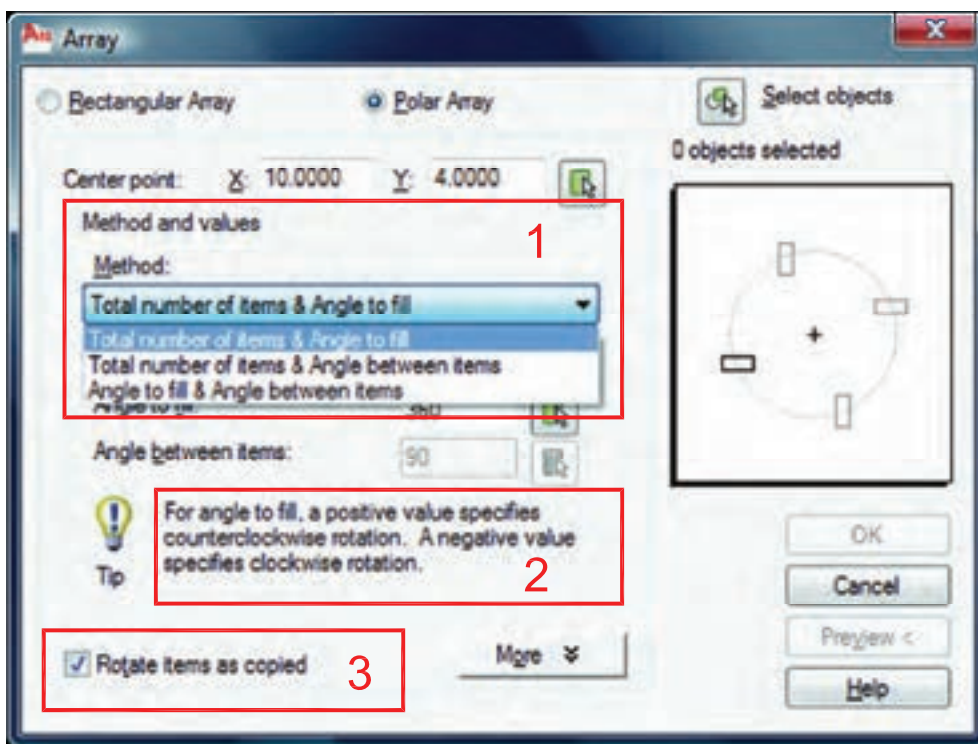 Array
Rectangular Array
Polar Array
Select objects
0 objects selected
Center point: X: 10.0000 Y: 4.0000
Method and values
1
Method:
Total number of items & Angle to fill
Total number of items & Angle to fill
Total number of items & Angle between items
Angle to fill & Angle between items
Angle to fill: 360
Angle between items: 90
For angle to fill, a positive value specifies
counterclockwise rotation. A negative value
specifies clockwise rotation.
Tip
2
Rotate items as copied
3
More
OK
Cancel
Preview <
Help